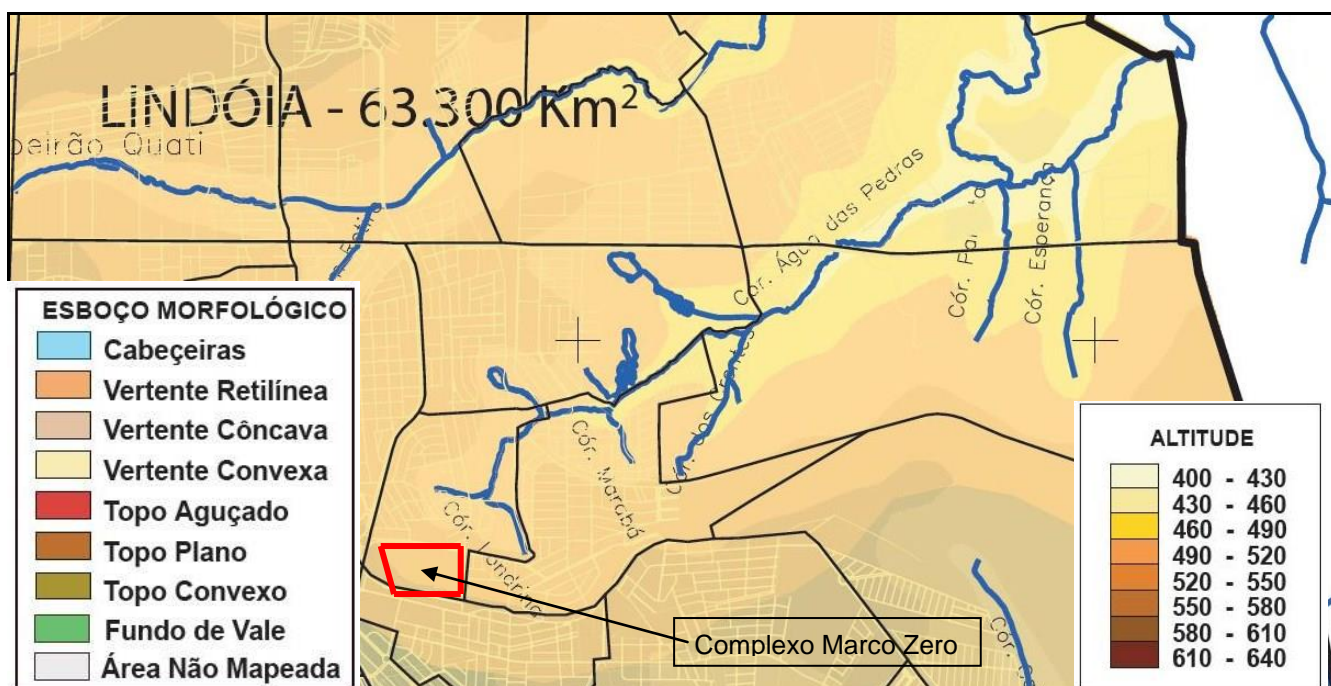 LINDÓIA - 63.300 Km²
beirão Quati
Cór. Água das Pedras
Cór. Esperança
Cór. dos Crentes
Cór. Marabá
Cór. Londrina
Complexo Marco Zero
ESBOÇO MORFOLÓGICO
Cabeçeiras
Vertente Retilínea
Vertente Côncava
Vertente Convexa
Topo Aguçado
Topo Plano
Topo Convexo
Fundo de Vale
Área Não Mapeada
ALTITUDE
400 - 430
430 - 460
460 - 490
490 - 520
520 - 550
550 - 580
580 - 610
610 - 640